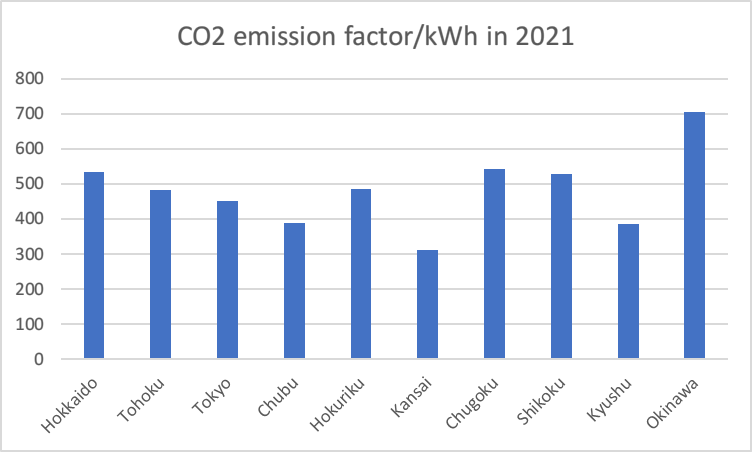 CO2 emission factor/kWh in 2021
800
700
600
500
400
300
200
100
0
Hokkaido
Tohoku
Tokyo
Chubu
Hokuriku
Kansai
Chugoku
Shikoku
Kyushu
Okinawa